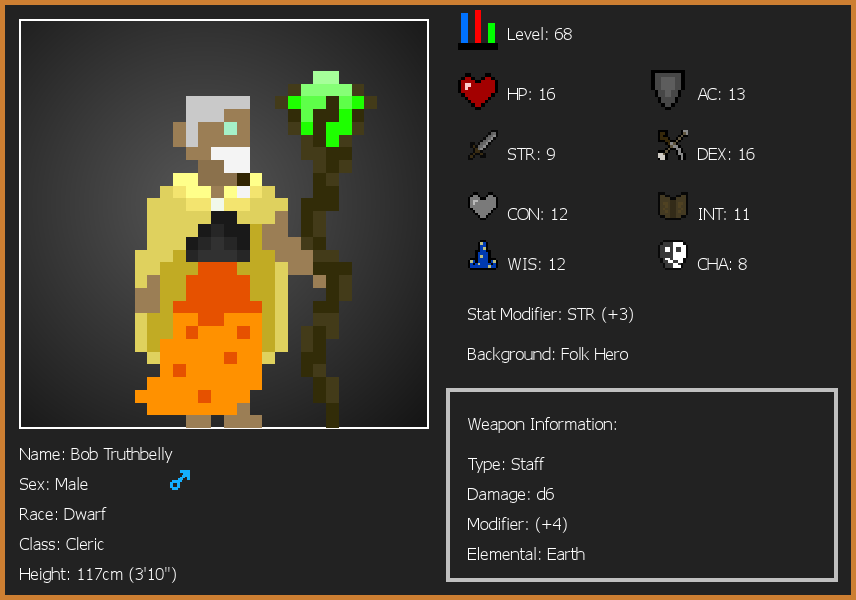 Level: 68
HP: 16
AC: 13
STR: 9
DEX: 16
CON: 12
INT: 11
WIS: 12
CHA: 8
Stat Modifier: STR (+3)
Background: Folk Hero
Weapon Information:
Type: Staff
Damage: d6
Modifier: (+4)
Elemental: Earth
Name: Bob Truthbelly
Sex: Male
Race: Dwarf
Class: Cleric
Height: 117cm (3'10")